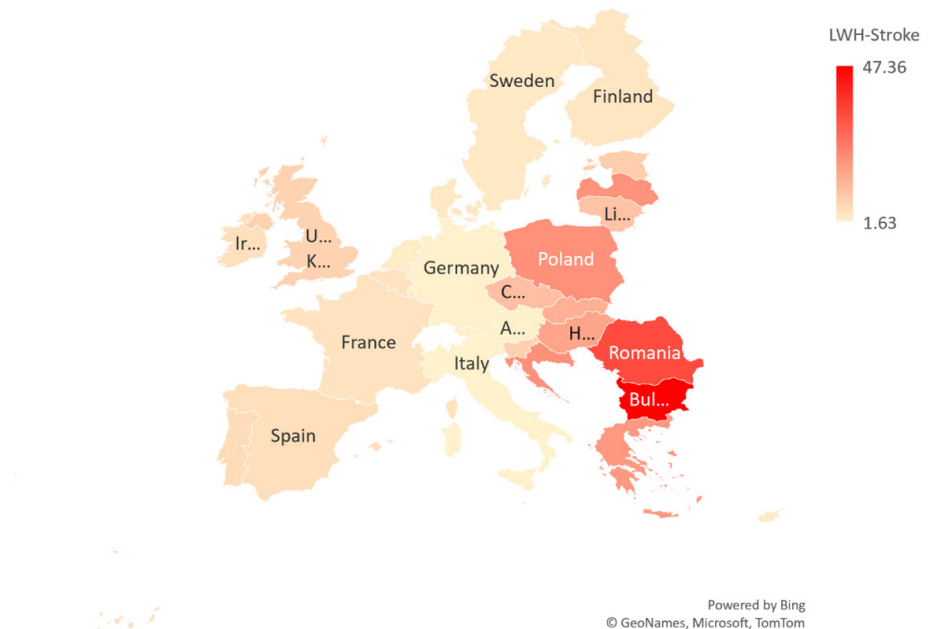 LWH-Stroke
47.36
1.63
Sweden
Finland
Li...
Ir...
U...
K...
Germany
Poland
C...
A...
H...
France
Italy
Romania
Bul...
Spain
Powered by Bing
© GeoNames, Microsoft, TomTom